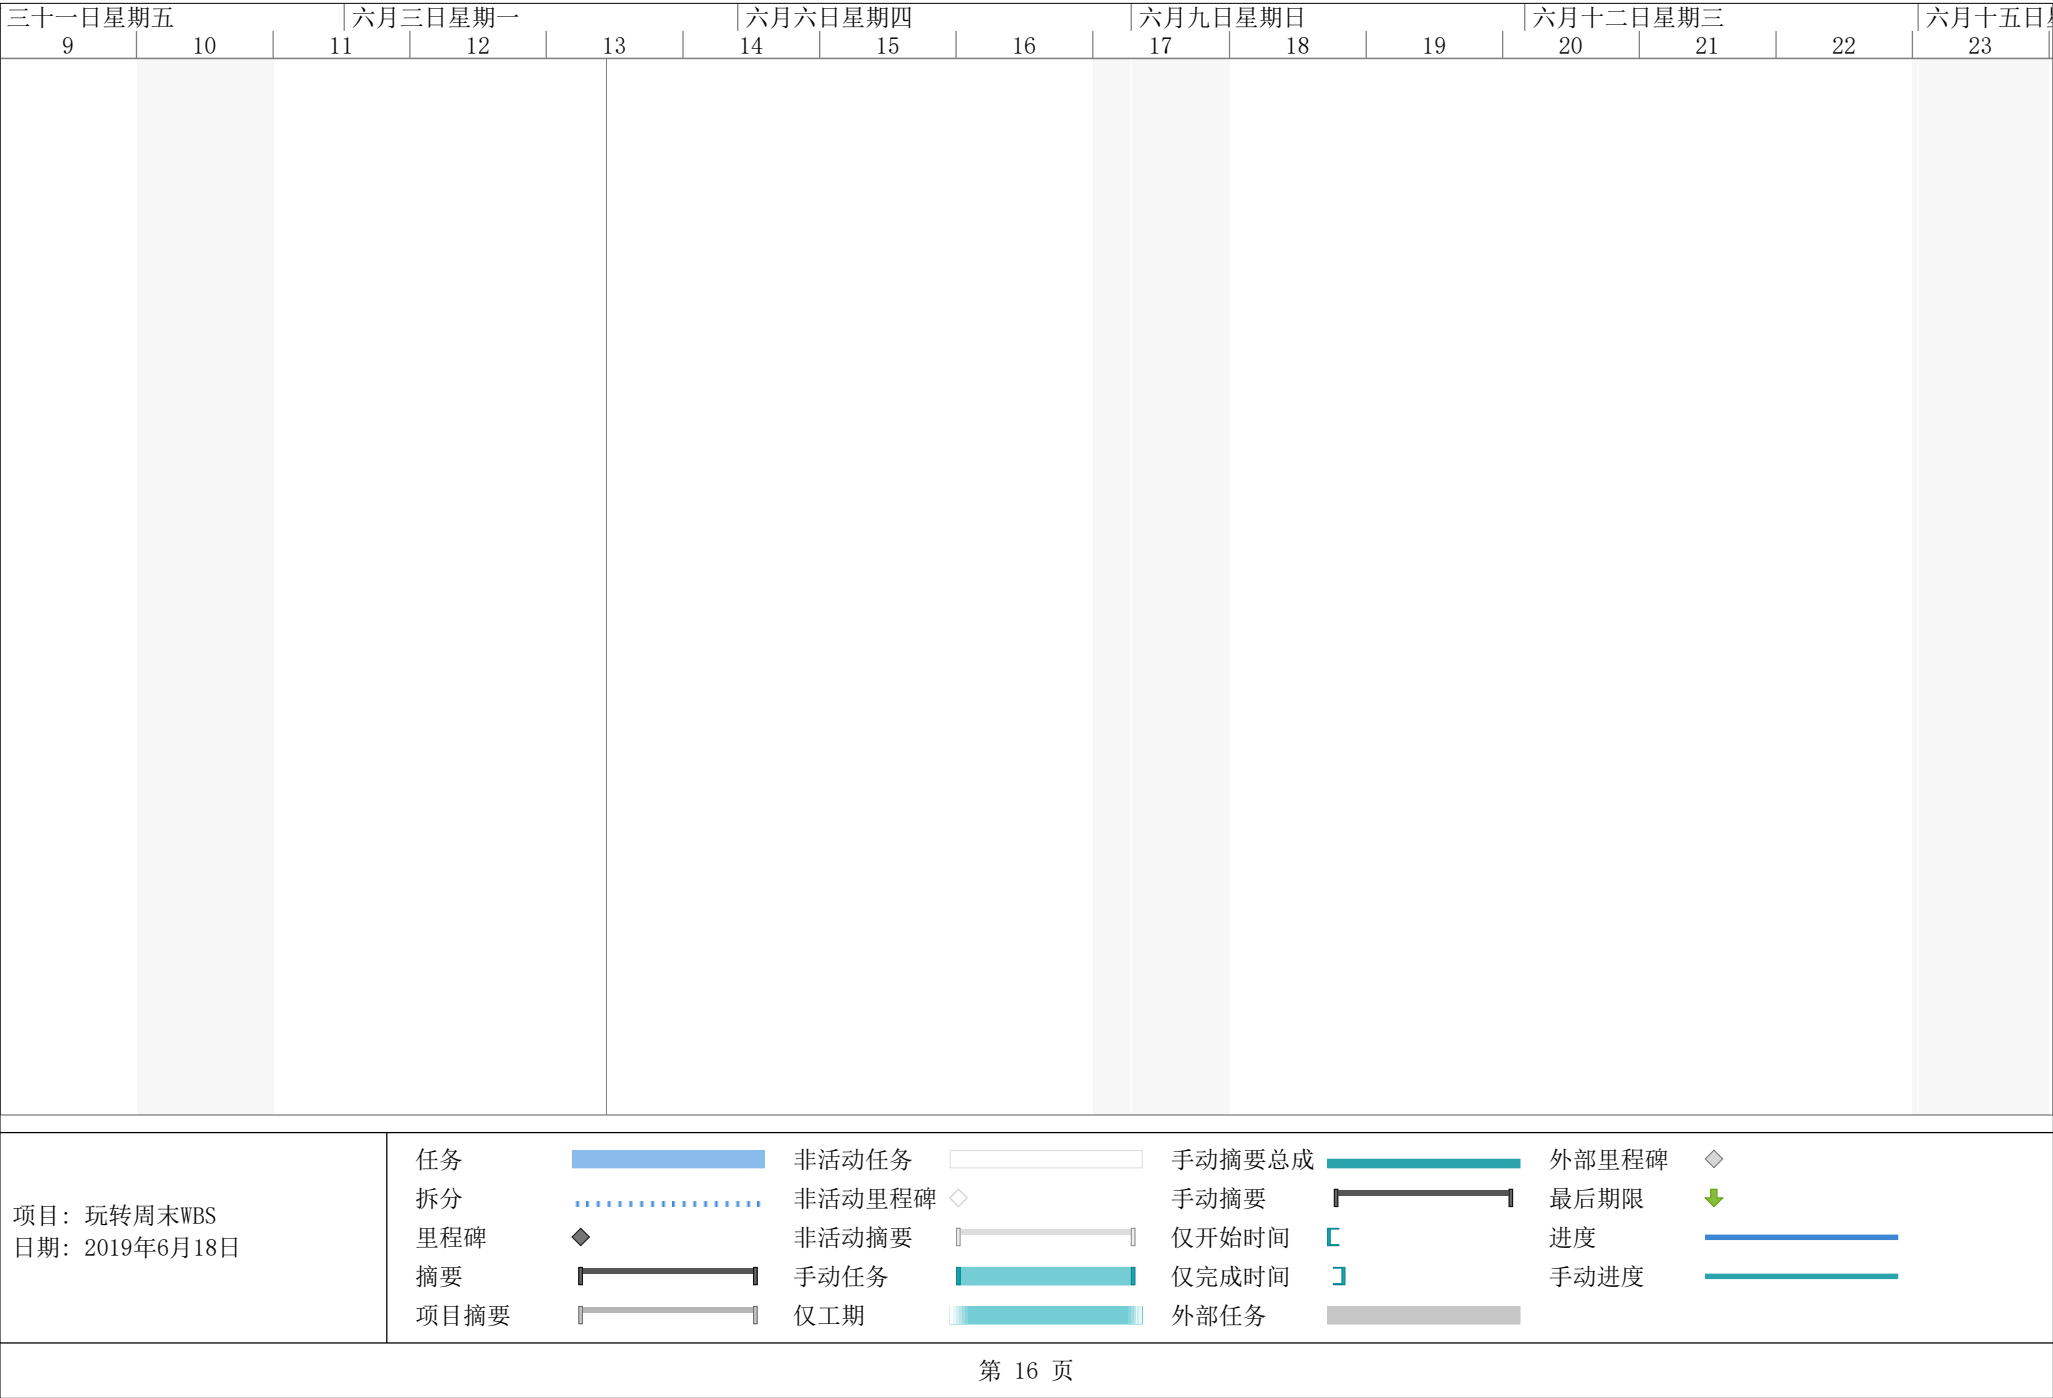 三十一日星期五 六月三日星期一 六月六日星期四 六月九日星期日 六月十二日星期三 六月十五日
9 10 11 12 13 14 15 16 17 18 19 20 21 22 23
任务 非活动任务 手动摘要总成 外部里程碑
拆分 非活动里程碑 手动摘要 最后期限
里程碑 非活动摘要 仅开始时间 进度
摘要 手动任务 仅完成时间 手动进度
项目摘要 仅工期 外部任务
项目: 玩转周末WBS
日期: 2019年6月18日
第 16 页